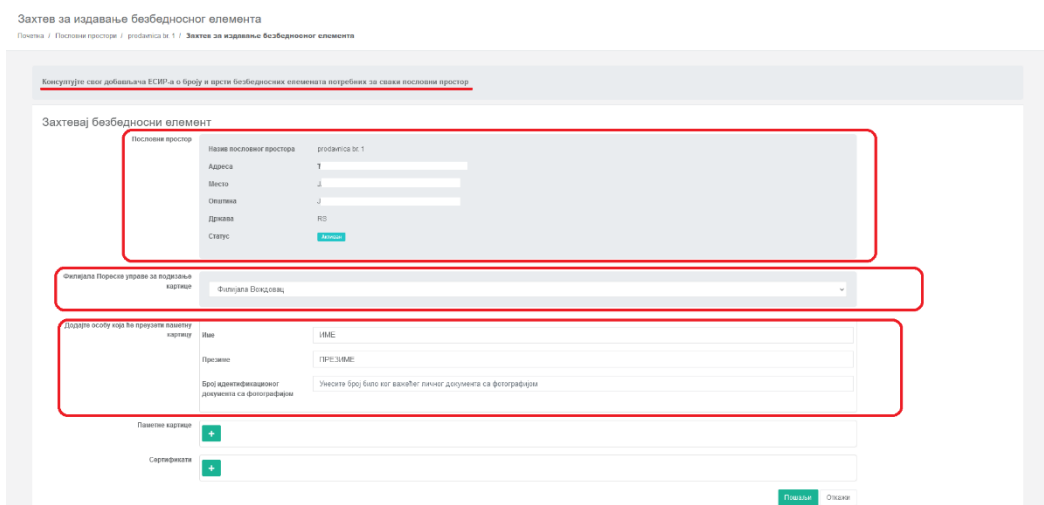 Захтев за издавање безбедносног елемента
Почетна / Пословни простори / prodavnica br. 1 / Захтев за издавање безбедносног елемента
Консултујте свог добављача ЕСИР-а о броју и врсти безбедносних елемената потребних за сваки пословни простор
Захтевај безбедносни елемент
Пословни простор
Назив пословног простора prodavnica br. 1
Адреса T
Место J
Општина J
Држава RS
Статус Активан
Филијала Пореске управе за подизање
картице
Филијала Вождовац
Додајте особу која ће преузети паметну
картицу
Име ИМЕ
Презиме ПРЕЗИМЕ
Број идентификационог
документа са фотографијом
Унесите број било ког важећег личног документа са фотографијом
Паметне картице +
Сертификати +
Пошаљи Откажи